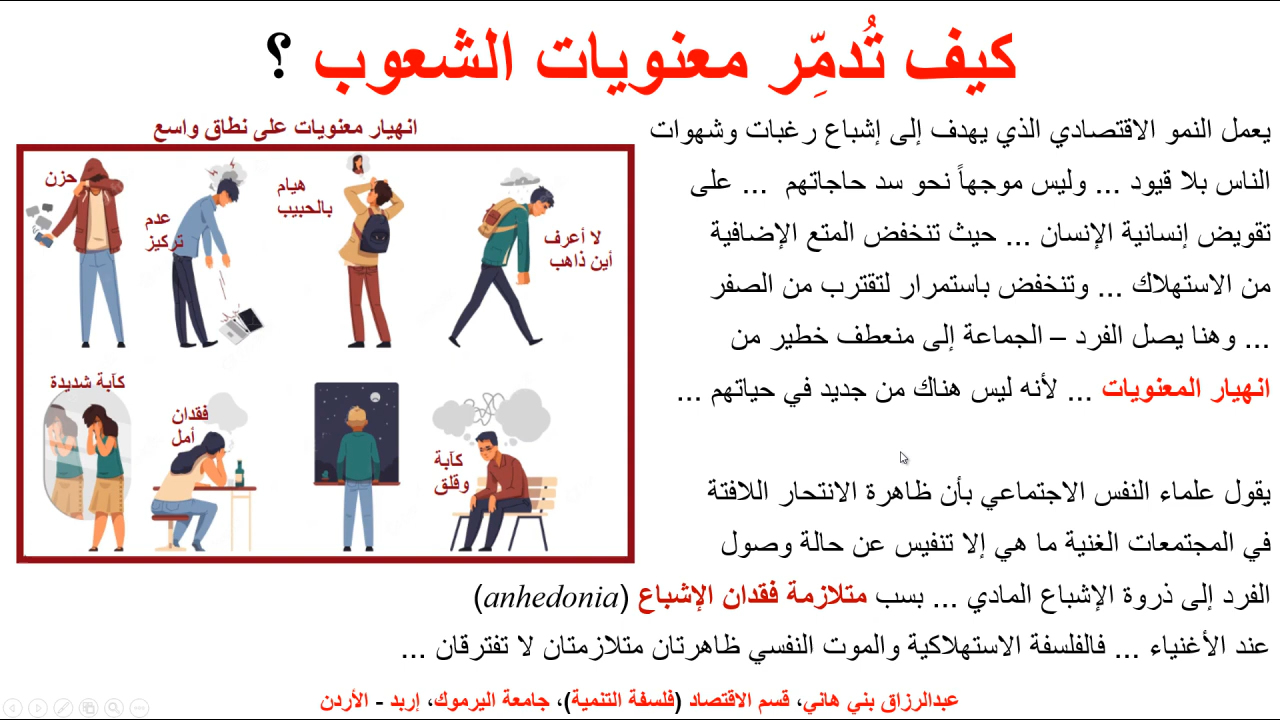 كيف تُدمِّر معنويات الشعوب ؟
يعمل النمو الاقتصادي الذي يهدف إلى إشباع رغبات وشهوات
الناس بلا قيود ... وليس موجهاً نحو سد حاجاتهم ... على
تقويض إنسانية الإنسان ... حيث تنخفض المتع الإضافية
من الاستهلاك ... وتنخفض باستمرار لتقترب من الصفر
... وهنا يصل الفرد – الجماعة إلى منعطف خطير من
انهيار المعنويات ... لأنه ليس هناك من جديد في حياتهم ...
يقول علماء النفس الاجتماعي بأن ظاهرة الانتحار اللافتة
في المجتمعات الغنية ما هي إلا تنفيس عن حالة وصول
الفرد إلى ذروة الإشباع المادي ... بسب متلازمة فقدان الإشباع (anhedonia)
عند الأغنياء ... فالفلسفة الاستهلاكية والموت النفسي ظاهرتان متلازمتان لا تفترقان ...
انهيار معنويات على نطاق واسع
لا أعرف
أين ذاهب
هيام
بالحبيب
عدم
تركيز
حزن
كآبة
وقلق
فقدان
أمل
كآبة شديدة
عبدالرزاق بني هاني، قسم الاقتصاد (فلسفة التنمية)، جامعة اليرموك، إربد - الأردن